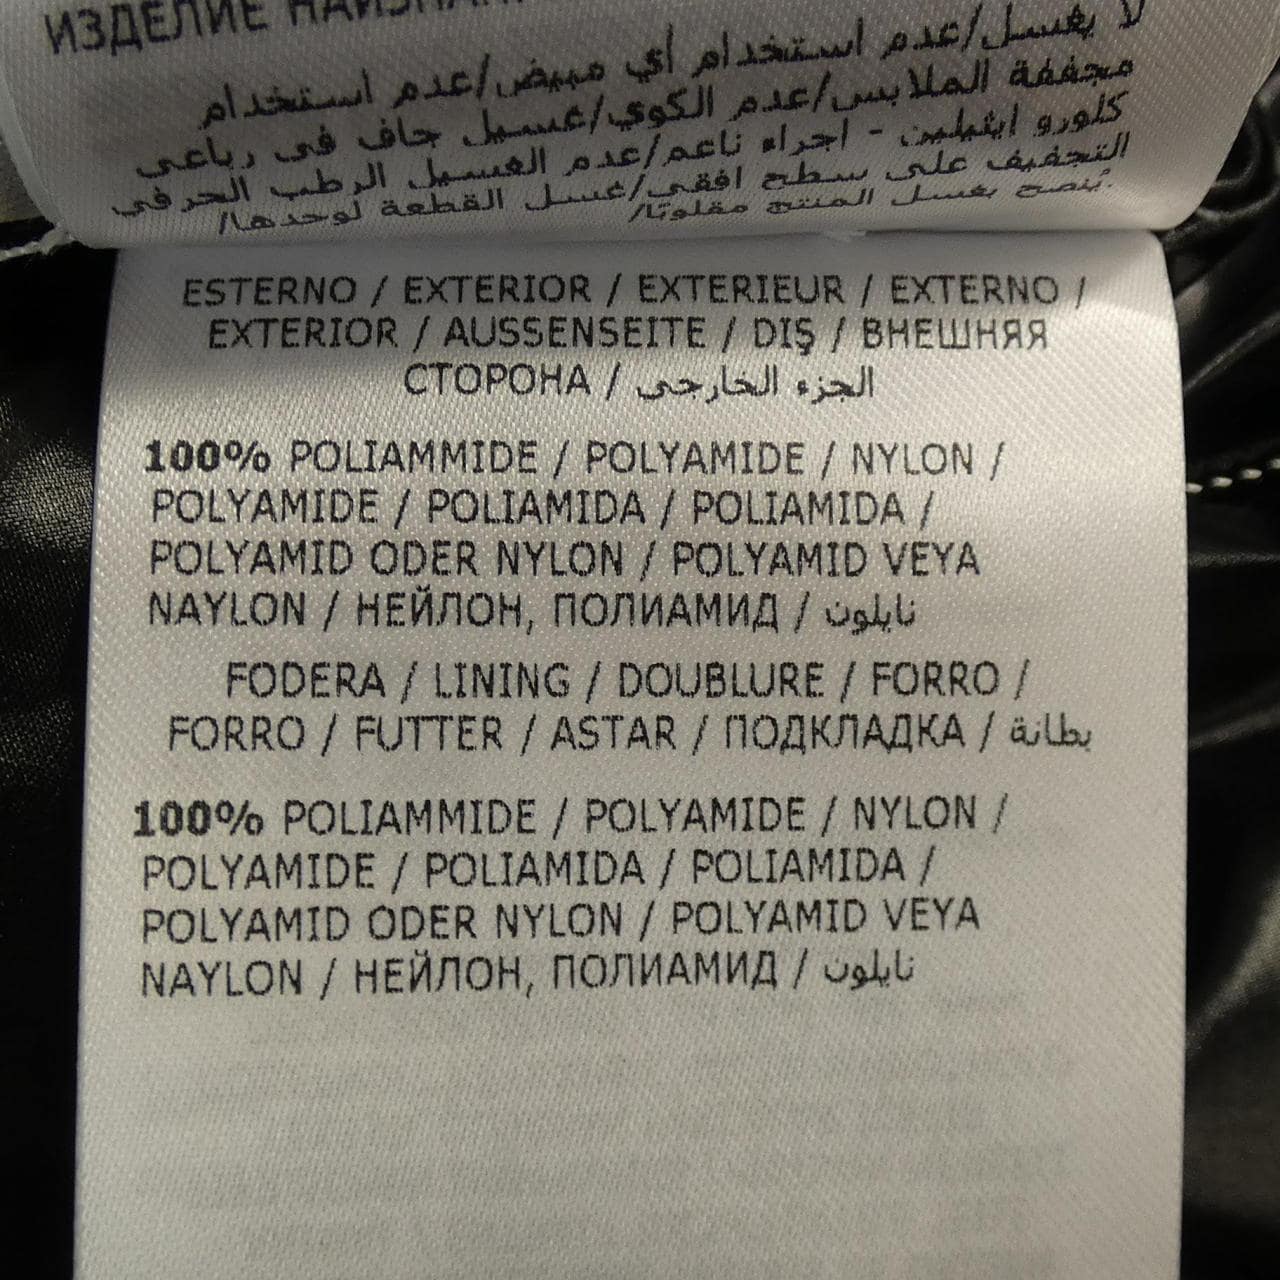 ИЗДЕЛИЕ
لا يغسل/عدم استخدام أي مبيض/عدم استخدام
مجففة الملابس/عدم الكوي/غسيل جاف في رباعي
كلورو ايثيلين - اجراء ناعم/عدم الغسيل الرطب الحرفي
التجفيف على سطح افقي/غسل القطعة لوحدها/
يُنصح بغسل المنتج مقلوبًا/
ESTERNO / EXTERIOR / EXTERIEUR / EXTERNO /
EXTERIOR / AUSSENSEITE / DIŞ / ВНЕШНЯЯ
СТОРОНА / الجزء الخارجي
100% POLIAMMIDE / POLYAMIDE / NYLON /
POLYAMIDE / POLIAMIDA / POLIAMIDA /
POLYAMID ODER NYLON / POLYAMID VEYA
NAYLON / НЕЙЛОН, ПОЛИАМИД / نايلون
FODERA / LINING / DOUBLURE / FORRO /
FORRO / FUTTER / ASTAR / ПОДКЛАДКА / بطانة
100% POLIAMMIDE / POLYAMIDE / NYLON /
POLYAMIDE / POLIAMIDA / POLIAMIDA /
POLYAMID ODER NYLON / POLYAMID VEYA
NAYLON / НЕЙЛОН, ПОЛИАМИД / نايلون